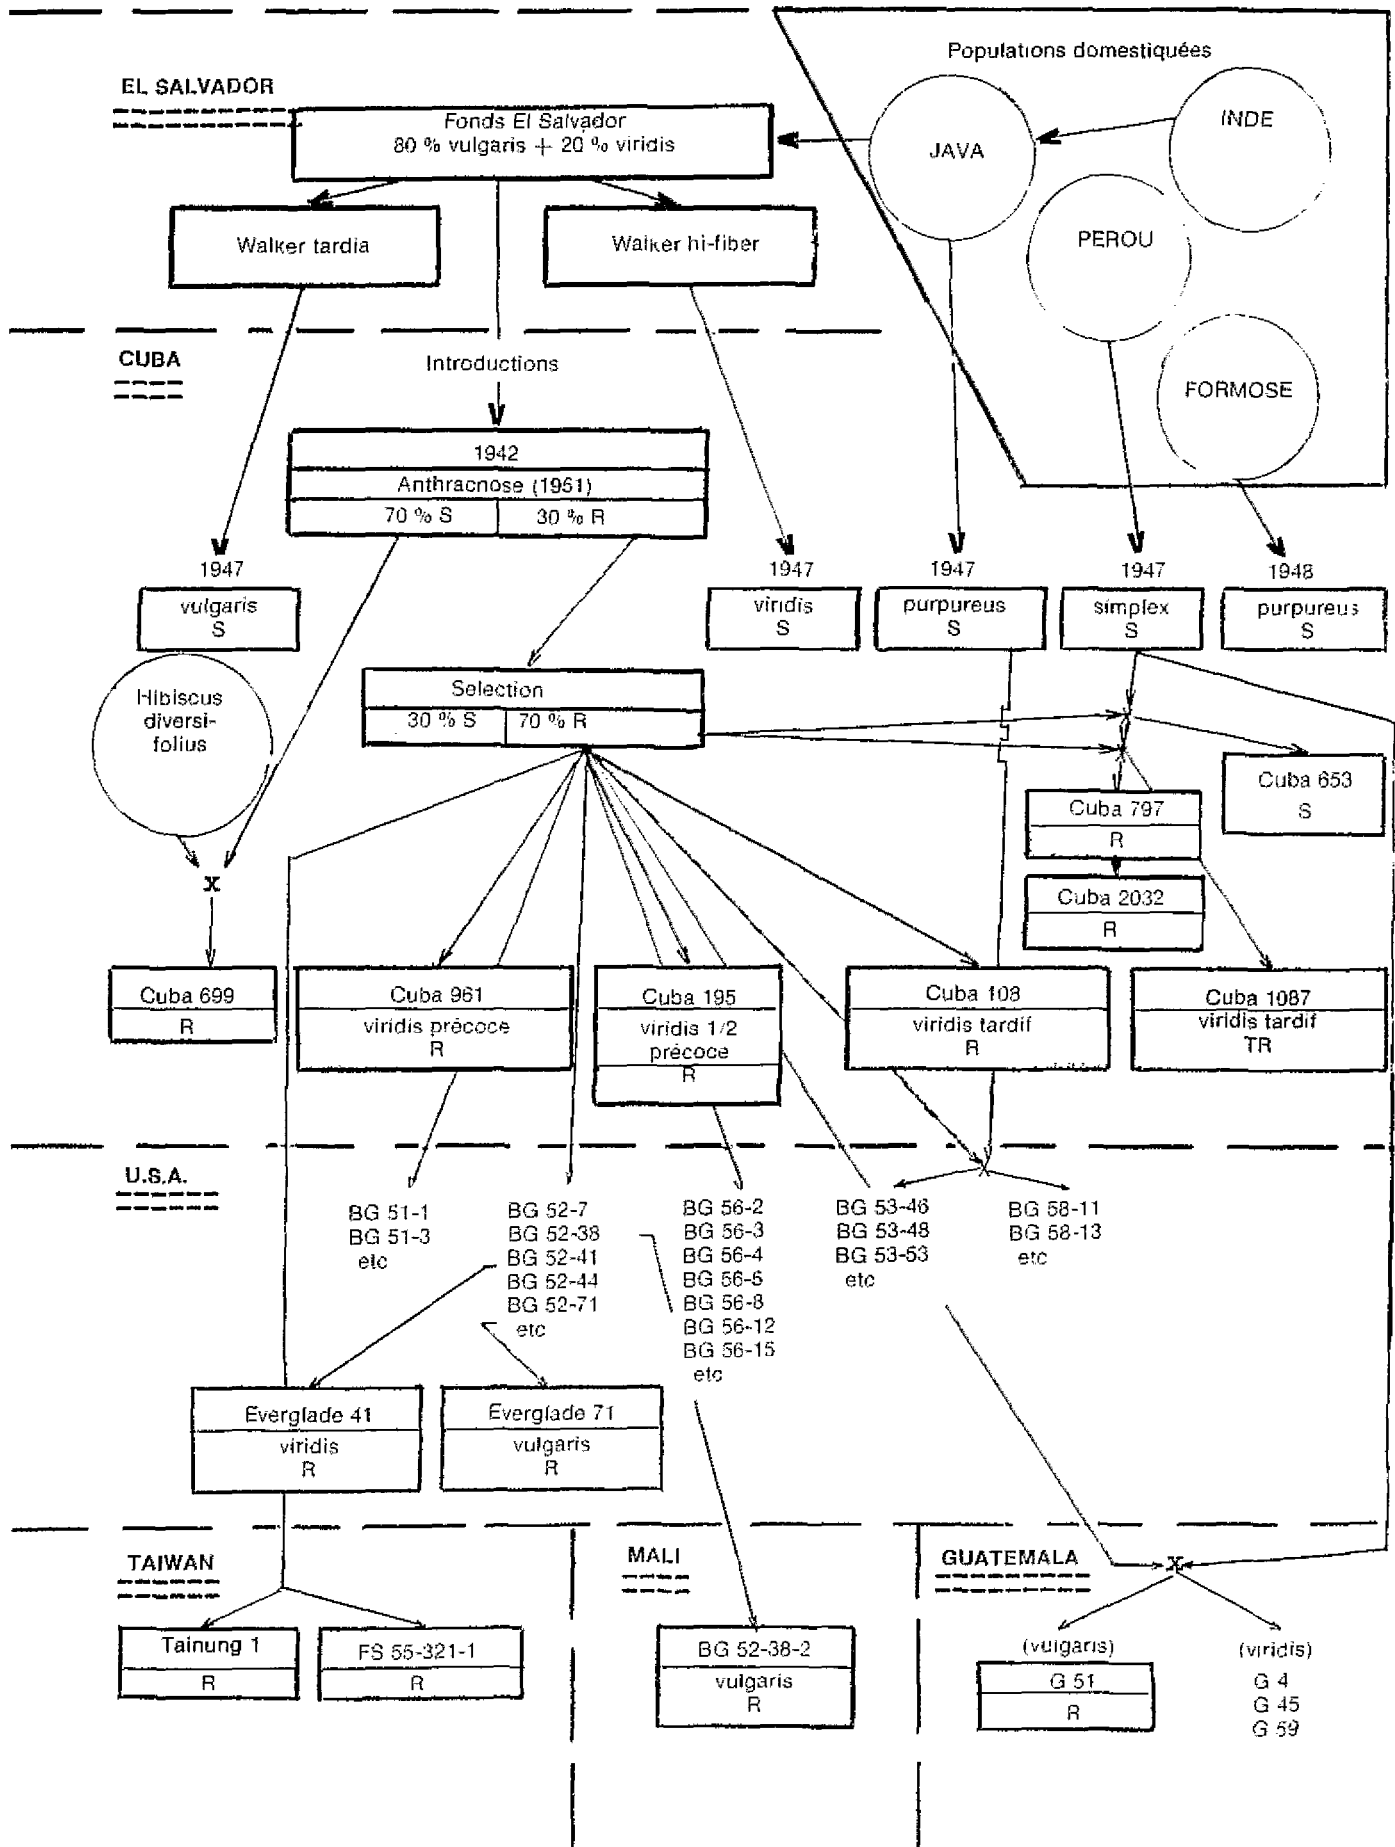 Populations domestiquées
EL SALVADOR
Fonds El Salvador
80 % vulgaris + 20 % viridis
JAVA
INDE
PEROU
FORMOSE
Walker tardia
Walker hi-fiber
CUBA
Introductions
1942
Anthracnose (1951)
70 % S
30 % R
1947
vulgaris
S
1947
viridis
S
1947
purpureus
S
1947
simplex
S
1948
purpureus
S
Hibiscus
diversi-
folius
Selection
30 % S
70 % R
x
Cuba 653
S
Cuba 797
R
Cuba 2032
R
Cuba 699
R
Cuba 961
viridis précoce
R
Cuba 195
viridis 1/2
précoce
R
Cuba 108
viridis tardif
R
Cuba 1087
viridis tardif
TR
U.S.A.
x
BG 51-1
BG 51-3
etc
BG 52-7
BG 52-38
BG 52-41
BG 52-44
BG 52-71
etc
BG 56-2
BG 56-3
BG 56-4
BG 56-6
BG 56-8
BG 56-12
BG 56-15
etc
BG 53-46
BG 53-48
BG 53-53
etc
BG 58-11
BG 58-13
etc
Everglade 41
viridis
R
Everglade 71
vulgaris
R
TAIWAN
Tainung 1
R
FS 55-321-1
R
MALI
BG 52-38-2
vulgaris
R
GUATEMALA
x
(vulgaris)
G 51
R
(viridis)
G 4
G 45
G 59